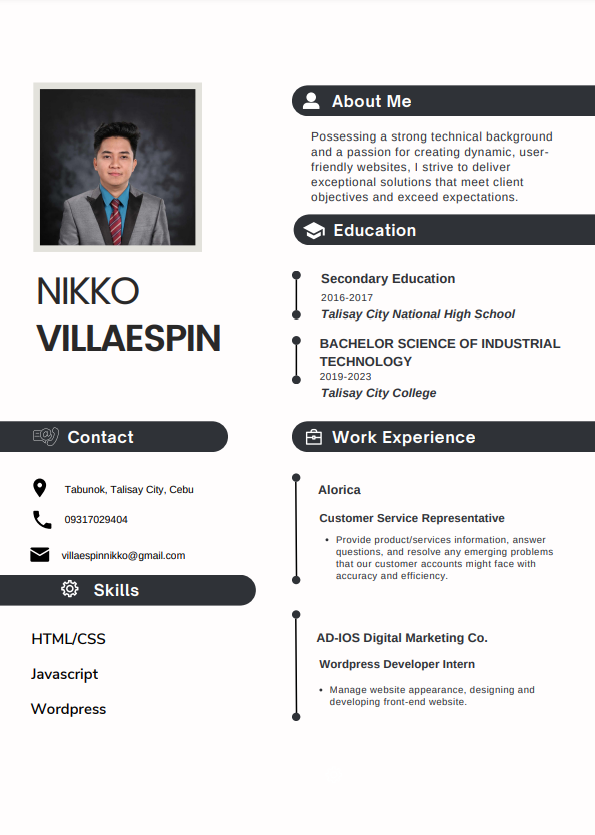 NIKKO
VILLAESPIN
Contact
Tabunok, Talisay City, Cebu
09317029404
villaespinnikko@gmail.com
Skills
HTML/CSS
Javascript
Wordpress
About Me
Possessing a strong technical background
and a passion for creating dynamic, user-
friendly websites, I strive to deliver
exceptional solutions that meet client
objectives and exceed expectations.
Education
Secondary Education
2016-2017
Talisay City National High School
BACHELOR SCIENCE OF INDUSTRIAL
TECHNOLOGY
2019-2023
Talisay City College
Work Experience
Alorica
Customer Service Representative
• Provide product/services information, answer
questions, and resolve any emerging problems
that our customer accounts might face with
accuracy and efficiency.
AD-IOS Digital Marketing Co.
Wordpress Developer Intern
• Manage website appearance, designing and
developing front-end website.